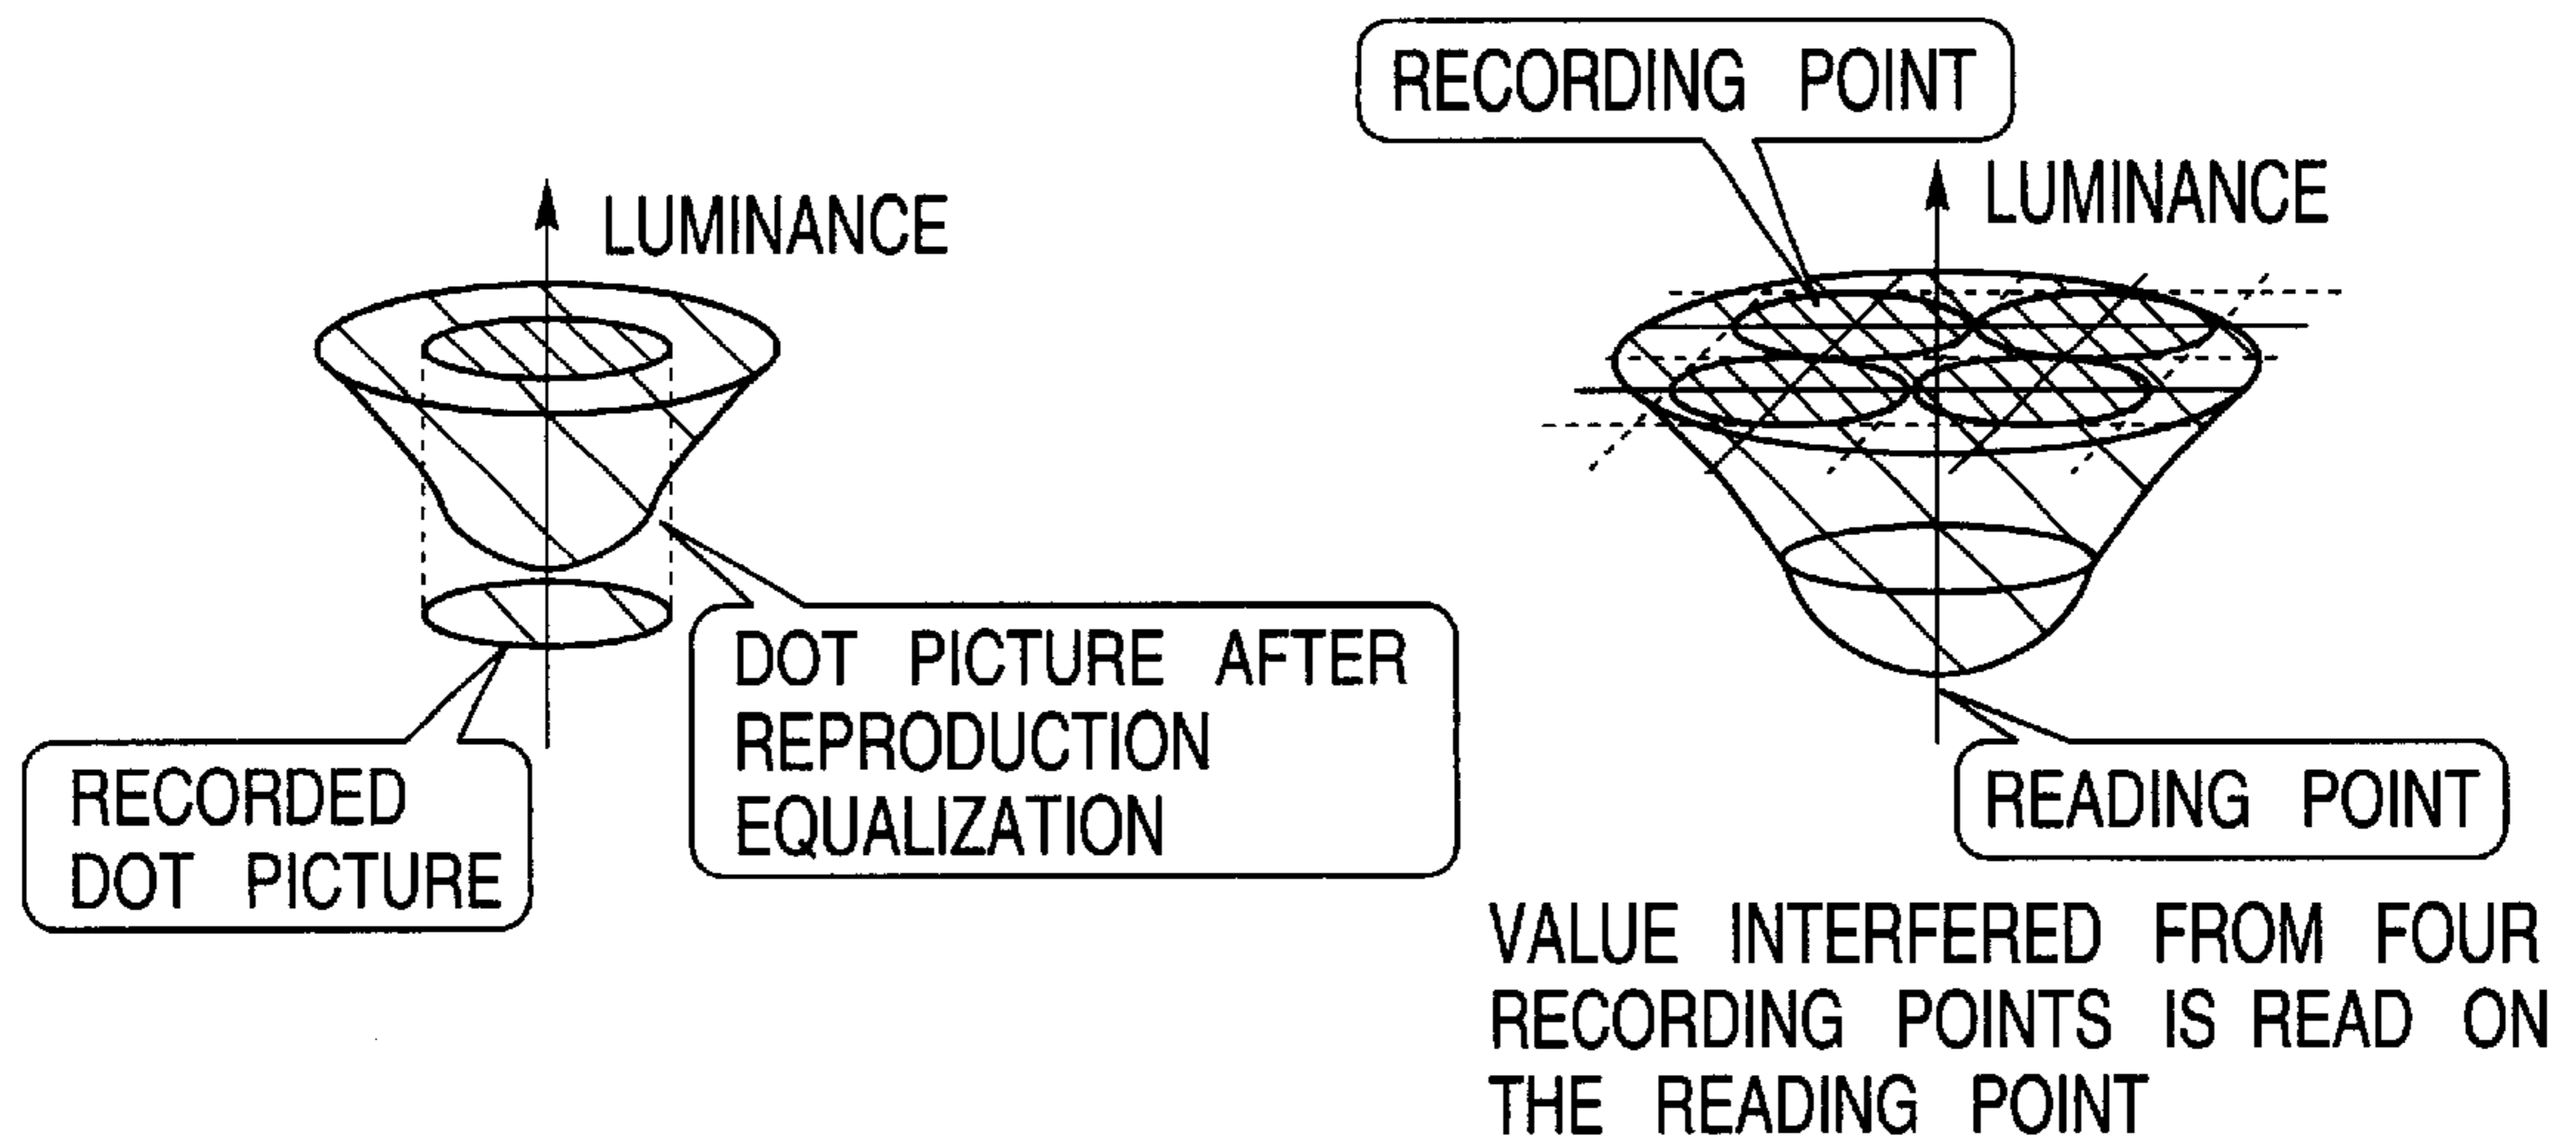 LUMINANCE
RECORDED
DOT PICTURE
DOT PICTURE AFTER
REPRODUCTION
EQUALIZATION
RECORDING POINT
LUMINANCE
READING POINT
VALUE INTERFERED FROM FOUR
RECORDING POINTS IS READ ON
THE READING POINT